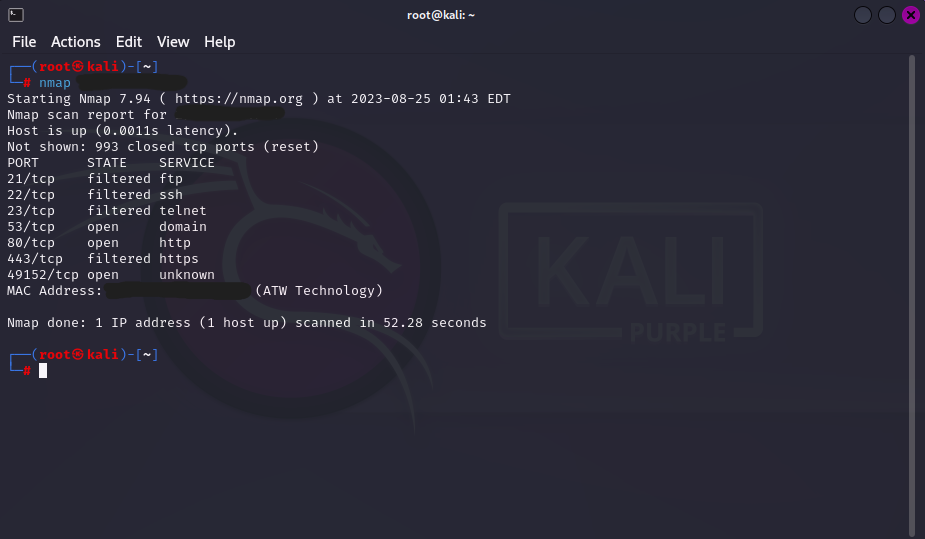 root@kali: ~
File Actions Edit View Help
┌──(root㉿kali)-[~]
└─# nmap
Starting Nmap 7.94 ( https://nmap.org ) at 2023-08-25 01:43 EDT
Nmap scan report for
Host is up (0.0011s latency).
Not shown: 993 closed tcp ports (reset)
PORT STATE SERVICE
21/tcp filtered ftp
22/tcp filtered ssh
23/tcp filtered telnet
53/tcp open domain
80/tcp open http
443/tcp filtered https
49152/tcp open unknown
MAC Address: (ATW Technology)
Nmap done: 1 IP address (1 host up) scanned in 52.28 seconds
┌──(root㉿kali)-[~]
└─#
KALI
PURPLE